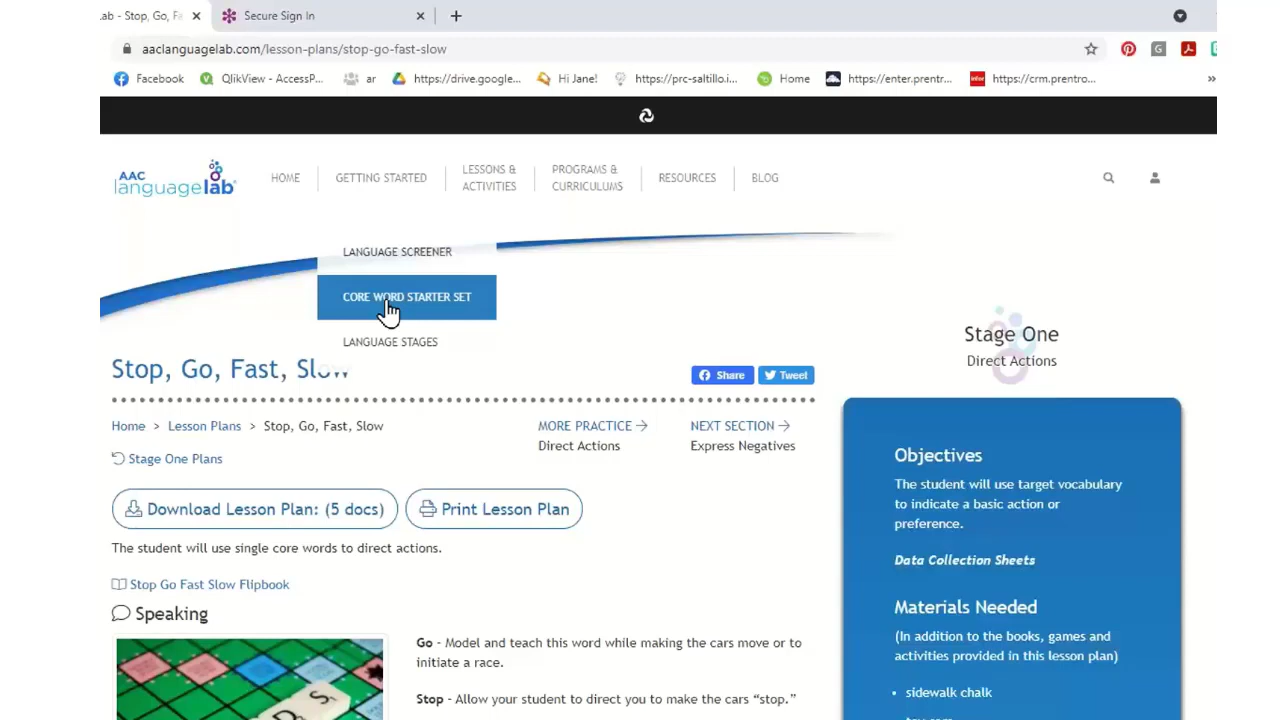 Lab - Stop, Go, Fa
Secure Sign In
aaclanguagelab.com/lesson-plans/stop-go-fast-slow
Facebook
QlikView - AccessP...
ar
https://drive.google...
Hi Jane!
https://prc-saltillo.i...
Home
https://enter.prentr...
https://crm.prentro...
»
AAC
languagelab
HOME
GETTING STARTED
LESSONS &
ACTIVITIES
PROGRAMS &
CURRICULUMS
RESOURCES
BLOG
LANGUAGE SCREENER
CORE WORD STARTER SET
LANGUAGE STAGES
Stage One
Direct Actions
Stop, Go, Fast, Slow
Share
Tweet
Home > Lesson Plans > Stop, Go, Fast, Slow
MORE PRACTICE →
Direct Actions
NEXT SECTION →
Express Negatives
Stage One Plans
Download Lesson Plan: (5 docs)
Print Lesson Plan
The student will use single core words to direct actions.
Stop Go Fast Slow Flipbook
Speaking
Go - Model and teach this word while making the cars move or to
initiate a race.
Stop - Allow your student to direct you to make the cars “stop.”
Objectives
The student will use target vocabulary
to indicate a basic action or
preference.
Data Collection Sheets
Materials Needed
(In addition to the books, games and
activities provided in this lesson plan)
• sidewalk chalk